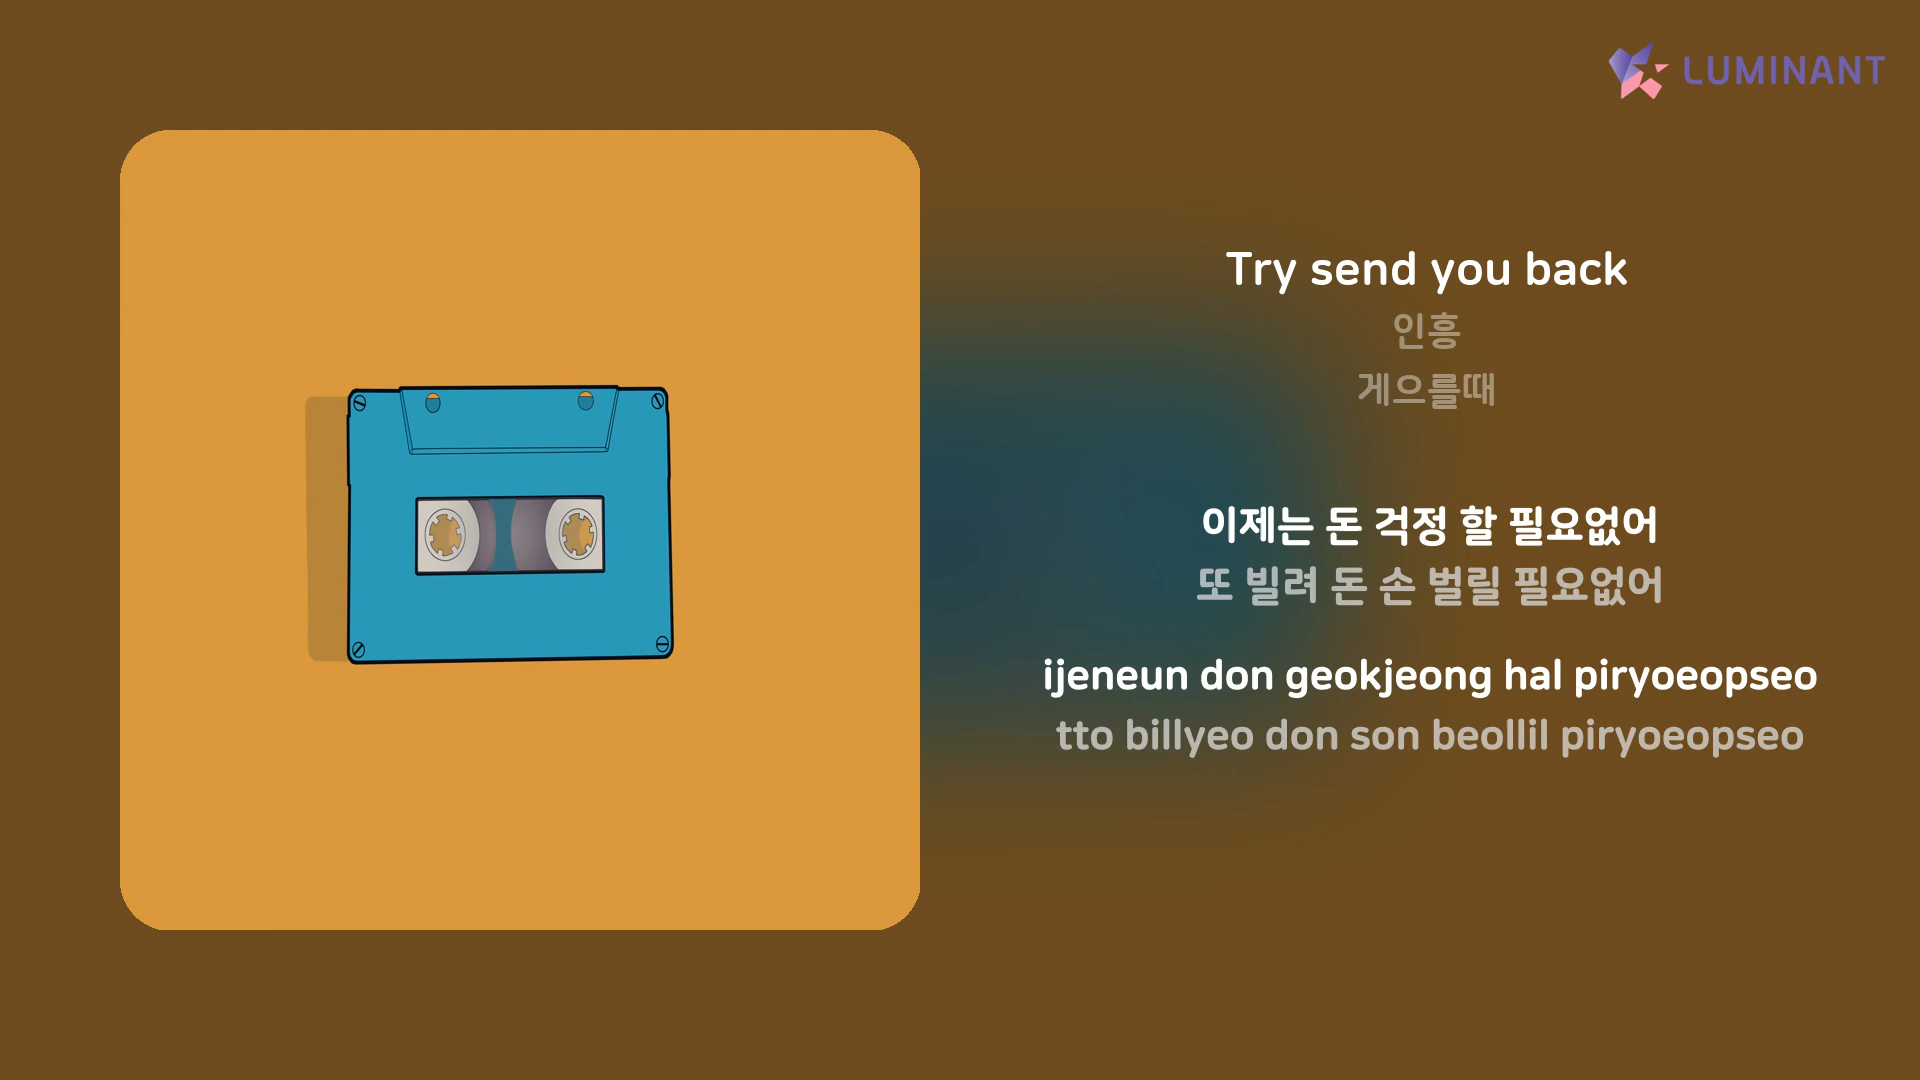 LUMINANT
Try send you back
인흥
게으를때
이제는 돈 걱정 할 필요없어
또 빌려 돈 손 벌릴 필요없어
ijeneun don geokjeong hal piryoeopseo
tto billyeo don son beollil piryoeopseo